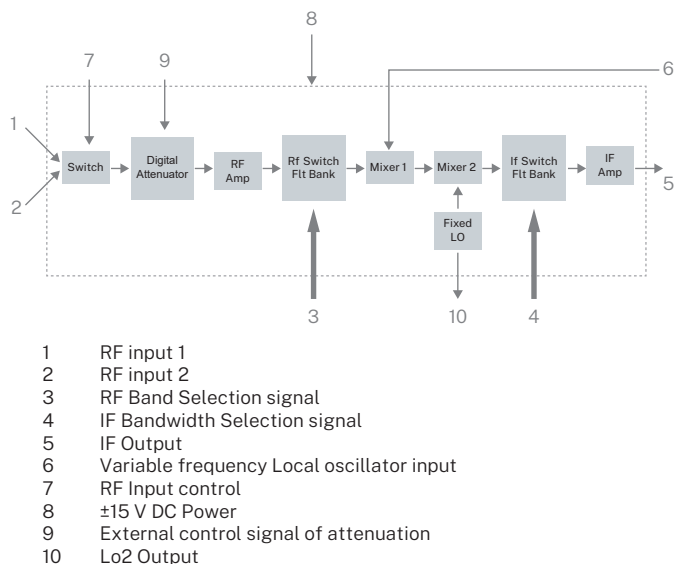 8
7
9
6
1
Switch
Digital
Attenuator
RF
Amp
Rf Switch
Flt Bank
Mixer 1
Mixer 2
If Switch
Flt Bank
IF
Amp
5
2
Fixed
LO
3
10
4
1 RF input 1
2 RF input 2
3 RF Band Selection signal
4 IF Bandwidth Selection signal
5 IF Output
6 Variable frequency Local oscillator input
7 RF Input control
8 ±15 V DC Power
9 External control signal of attenuation
10 Lo2 Output